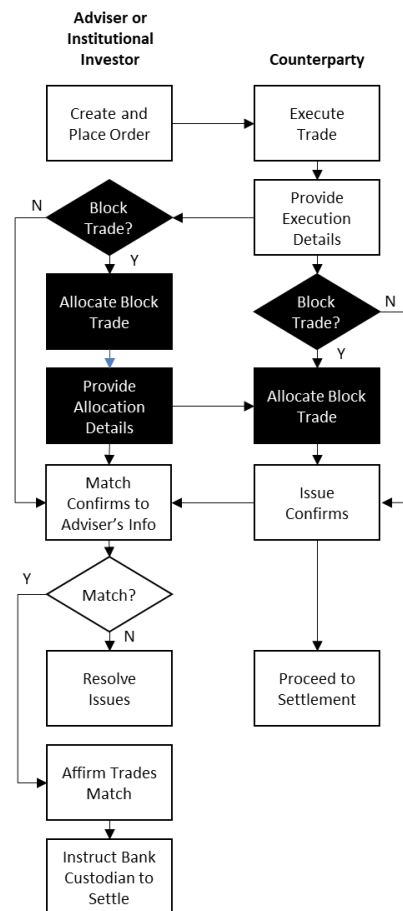 Adviser or
Institutional
Investor
Counterparty
Create and
Place Order
Execute
Trade
Provide
Execution
Details
N
Block
Trade?
Y
Allocate Block
Trade
Block
Trade?
N
Y
Provide
Allocation
Details
Allocate Block
Trade
Match
Confirms to
Adviser's Info
Issue
Confirms
Y
Match?
N
Resolve
Issues
Proceed to
Settlement
Affirm Trades
Match
Instruct Bank
Custodian to
Settle